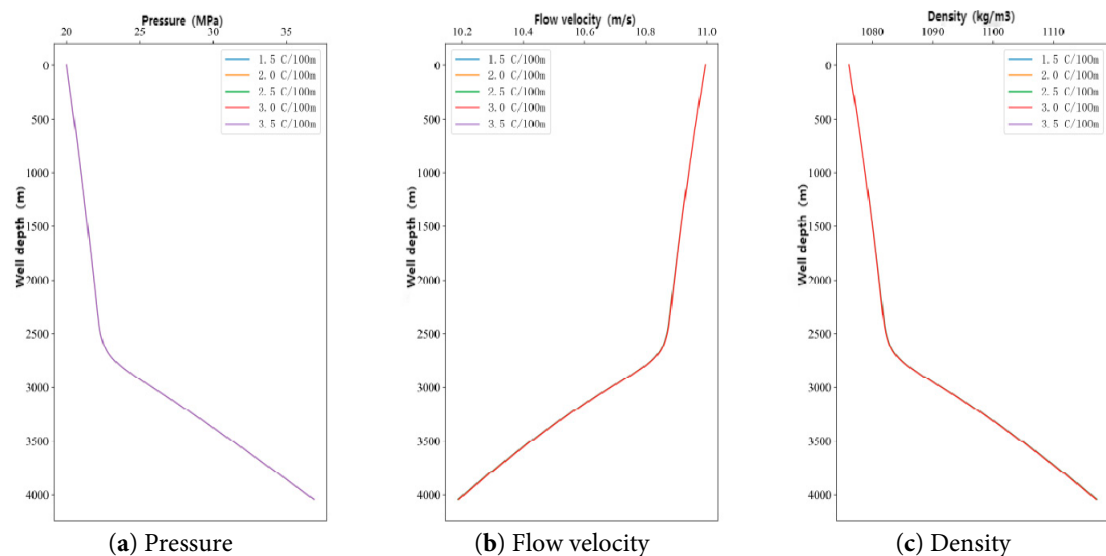 Pressure (MPa)
20 25 30 35
0
500
1000
1500
2000
2500
3000
3500
4000
Well depth (m)
1.5 C/100m
2.0 C/100m
2.5 C/100m
3.0 C/100m
3.5 C/100m
(a) Pressure
Flow velocity (m/s)
10.2 10.4 10.6 10.8 11.0
0
500
1000
1500
2000
2500
3000
3500
4000
Well depth (m)
1.5 C/100m
2.0 C/100m
2.5 C/100m
3.0 C/100m
3.5 C/100m
(b) Flow velocity
Density (kg/m3)
1080 1090 1100 1110
0
500
1000
1500
2000
2500
3000
3500
4000
Well depth (m)
1.5 C/100m
2.0 C/100m
2.5 C/100m
3.0 C/100m
3.5 C/100m
(c) Density